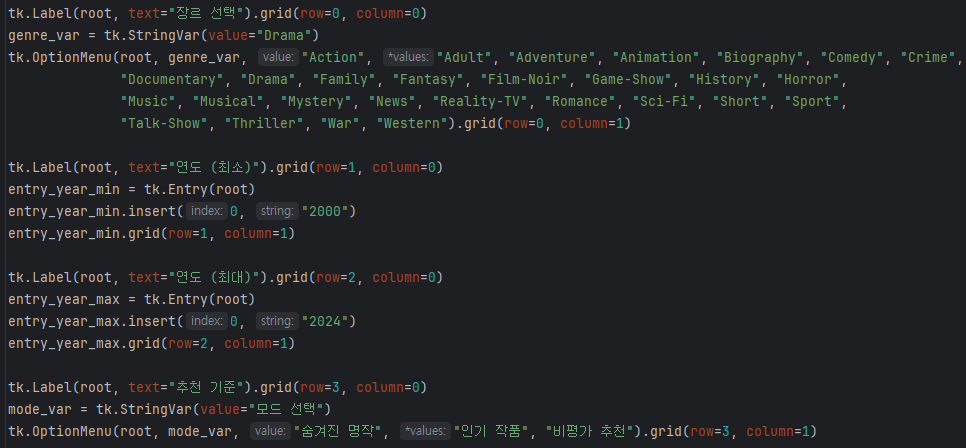 tk.Label(root, text="장르 선택").grid(row=0, column=0)
genre_var = tk.StringVar(value="Drama")
tk.OptionMenu(root, genre_var, value: "Action", *values: "Adult", "Adventure", "Animation", "Biography", "Comedy", "Crime",
"Documentary", "Drama", "Family", "Fantasy", "Film-Noir", "Game-Show", "History", "Horror",
"Music", "Musical", "Mystery", "News", "Reality-TV", "Romance", "Sci-Fi", "Short", "Sport",
"Talk-Show", "Thriller", "War", "Western").grid(row=0, column=1)
tk.Label(root, text="연도 (최소)").grid(row=1, column=0)
entry_year_min = tk.Entry(root)
entry_year_min.insert( index: 0, string: "2000")
entry_year_min.grid(row=1, column=1)
tk.Label(root, text="연도 (최대)").grid(row=2, column=0)
entry_year_max = tk.Entry(root)
entry_year_max.insert( index: 0, string: "2024")
entry_year_max.grid(row=2, column=1)
tk.Label(root, text="추천 기준").grid(row=3, column=0)
mode_var = tk.StringVar(value="모드 선택")
tk.OptionMenu(root, mode_var, value: "숨겨진 명작", *values: "인기 작품", "비평가 추천").grid(row=3, column=1)